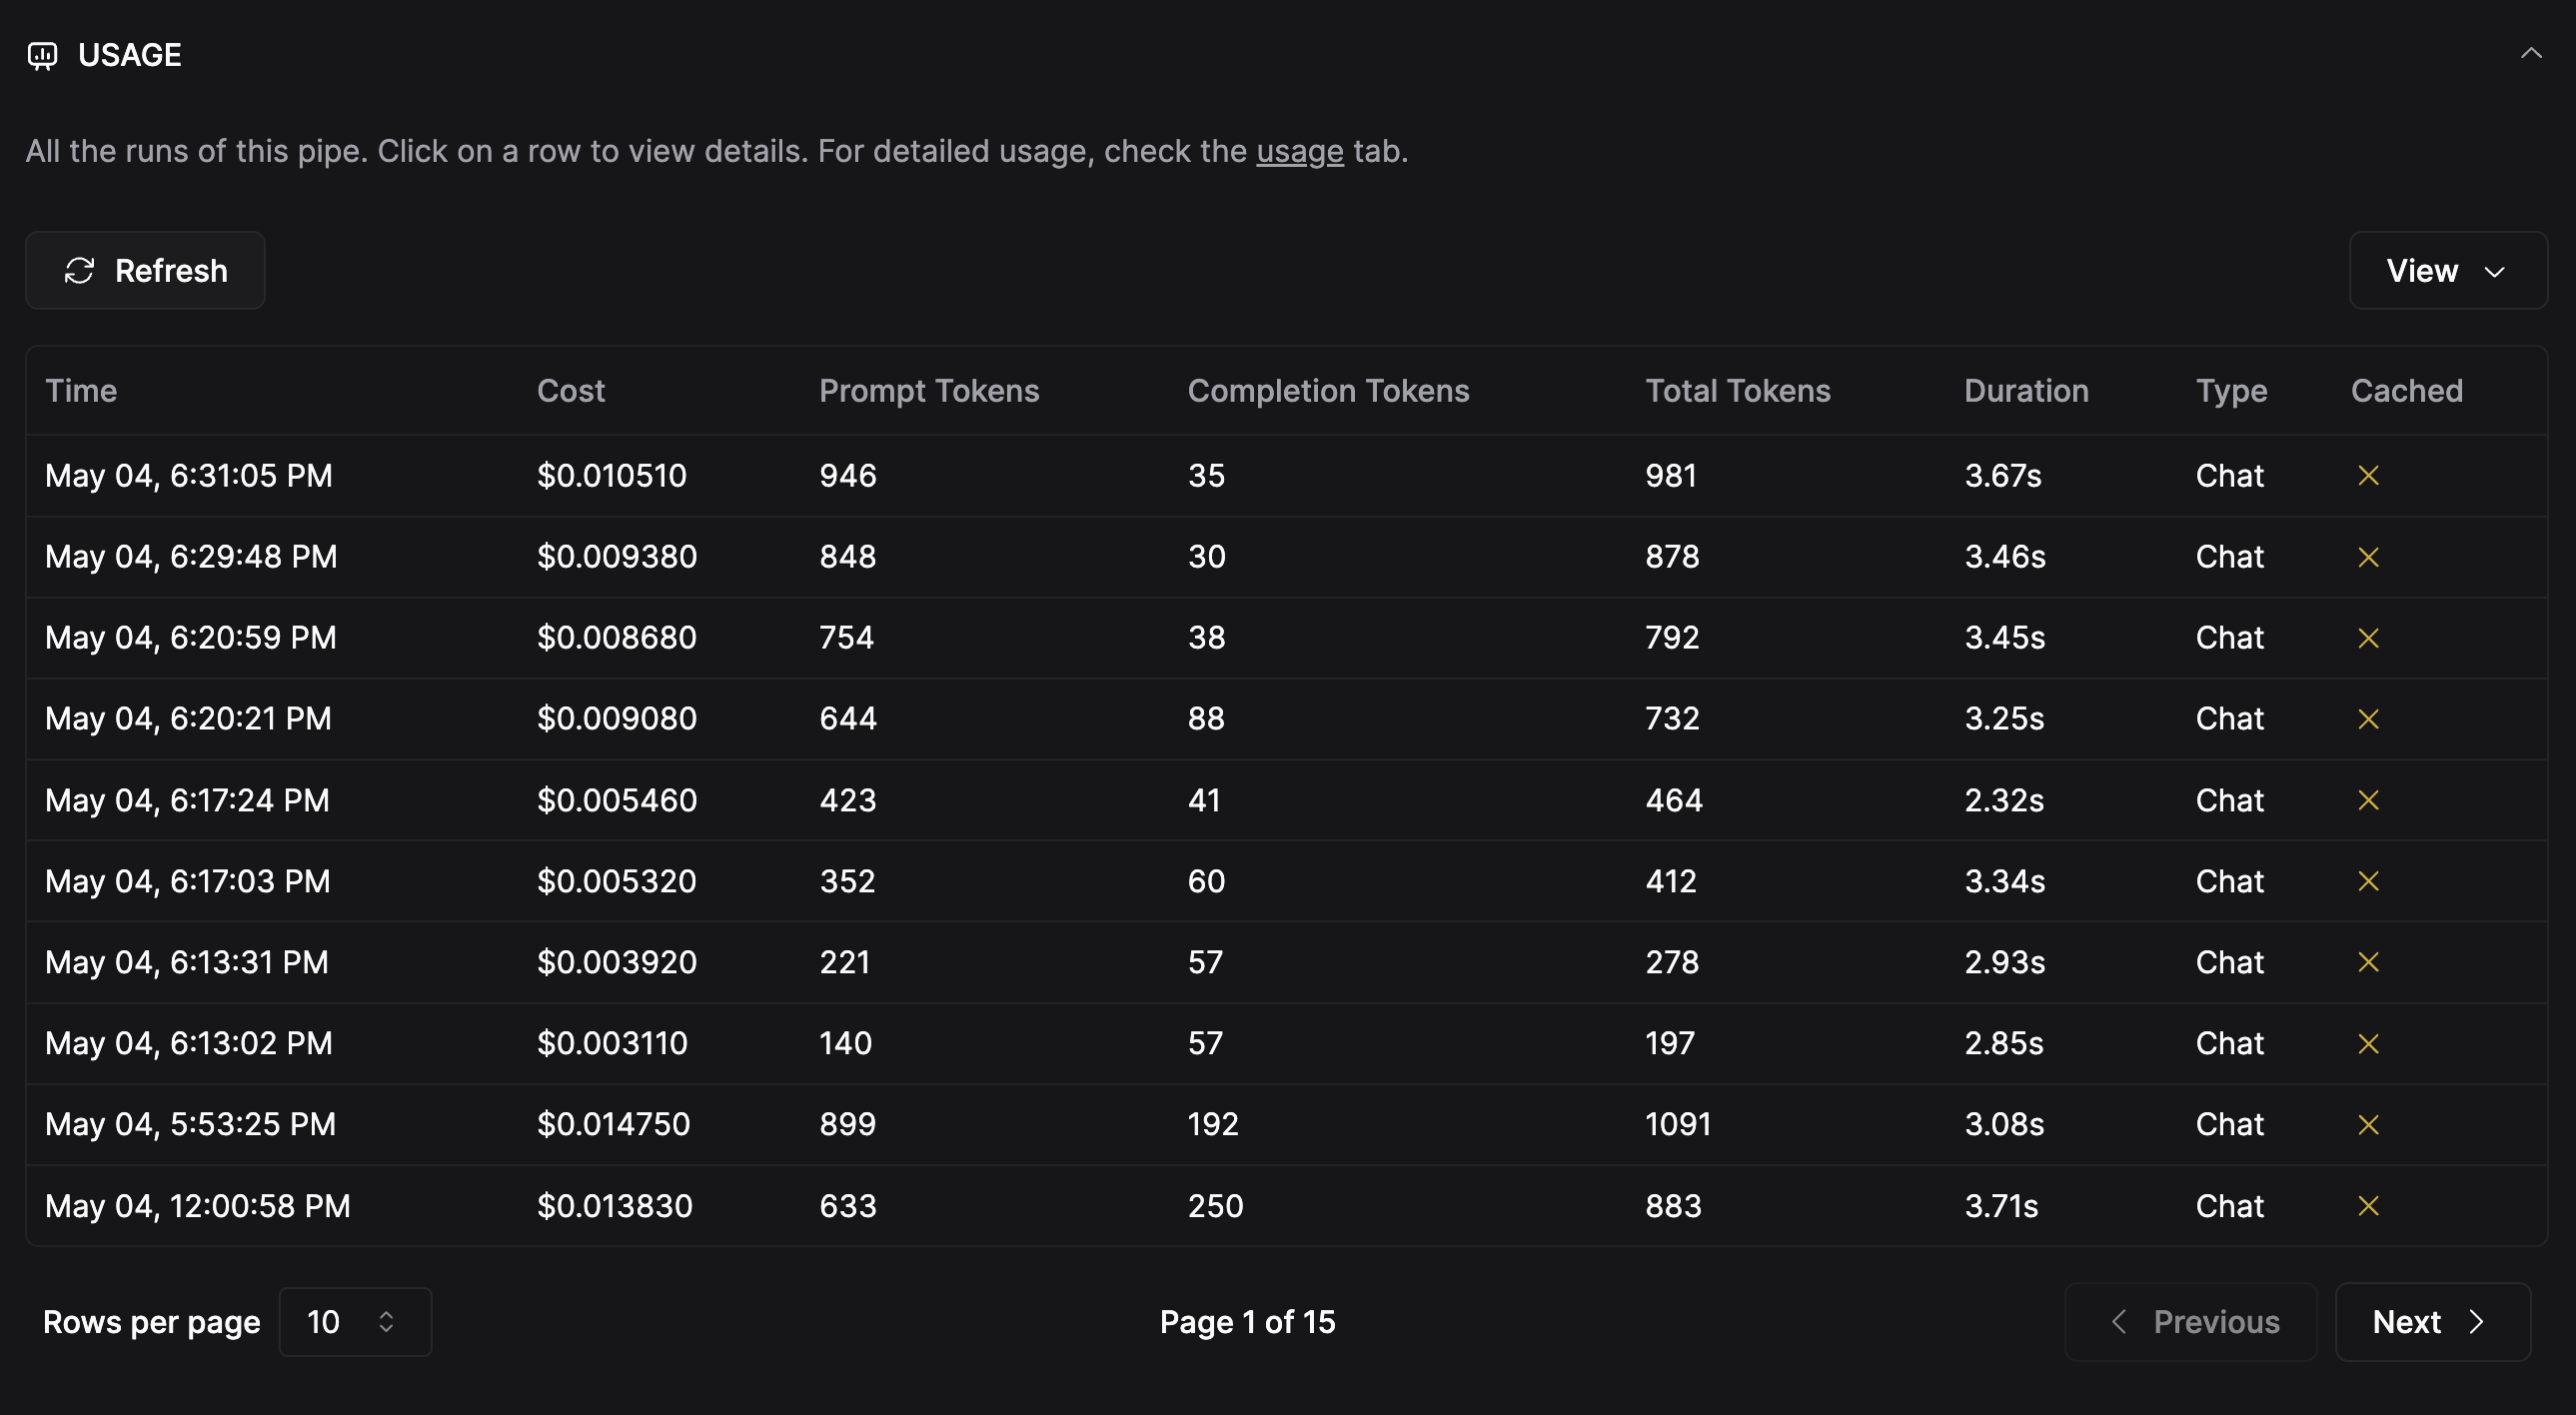 USAGE
All the runs of this pipe. Click on a row to view details. For detailed usage, check the usage tab.
Refresh View
Time Cost Prompt Tokens Completion Tokens Total Tokens Duration Type Cached
May 04, 6:31:05 PM $0.010510 946 35 981 3.67s Chat
May 04, 6:29:48 PM $0.009380 848 30 878 3.46s Chat
May 04, 6:20:59 PM $0.008680 754 38 792 3.45s Chat
May 04, 6:20:21 PM $0.009080 644 88 732 3.25s Chat
May 04, 6:17:24 PM $0.005460 423 41 464 2.32s Chat
May 04, 6:17:03 PM $0.005320 352 60 412 3.34s Chat
May 04, 6:13:31 PM $0.003920 221 57 278 2.93s Chat
May 04, 6:13:02 PM $0.003110 140 57 197 2.85s Chat
May 04, 5:53:25 PM $0.014750 899 192 1091 3.08s Chat
May 04, 12:00:58 PM $0.013830 633 250 883 3.71s Chat
Rows per page 10 Page 1 of 15 Previous Next